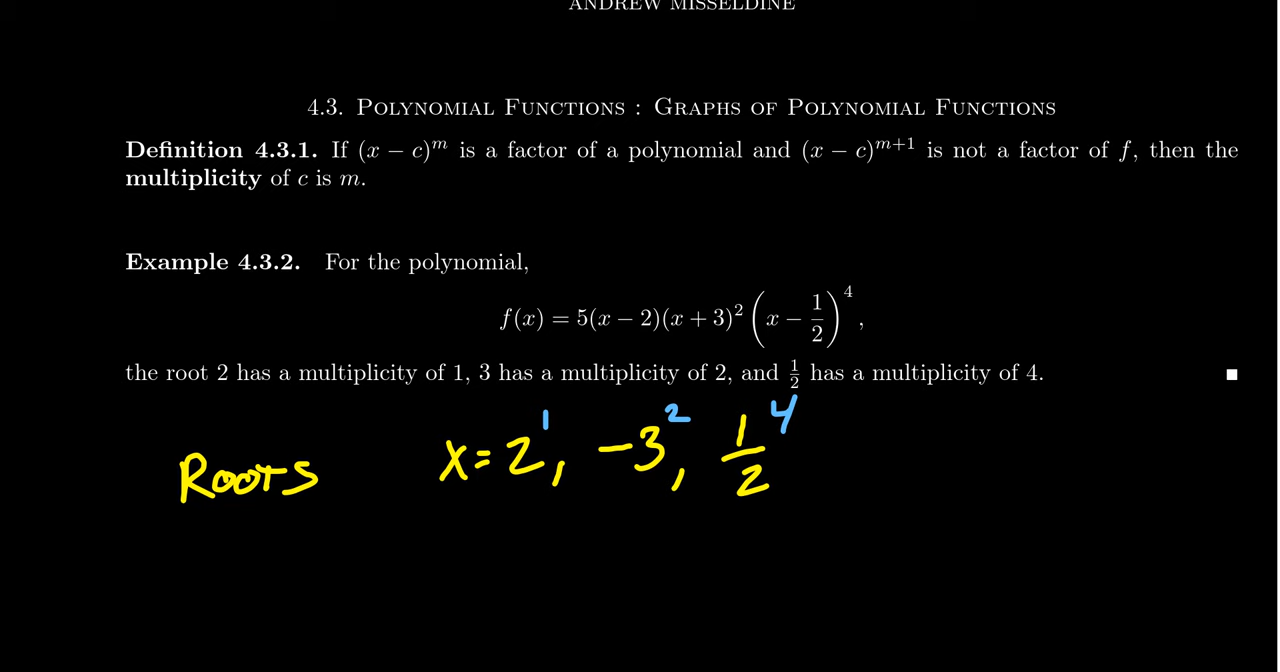 ANDREW MISSELDINE
4.3. Polynomial Functions : Graphs of Polynomial Functions
Definition 4.3.1. If (x − c)^m is a factor of a polynomial and (x − c)^{m+1} is not a factor of f, then the
multiplicity of c is m.
Example 4.3.2. For the polynomial,
f(x) = 5(x − 2)(x + 3)^2 (x − 1/2)^4,
the root 2 has a multiplicity of 1, 3 has a multiplicity of 2, and 1/2 has a multiplicity of 4. ■
Roots x = 2^1, −3^2, 1/2^4